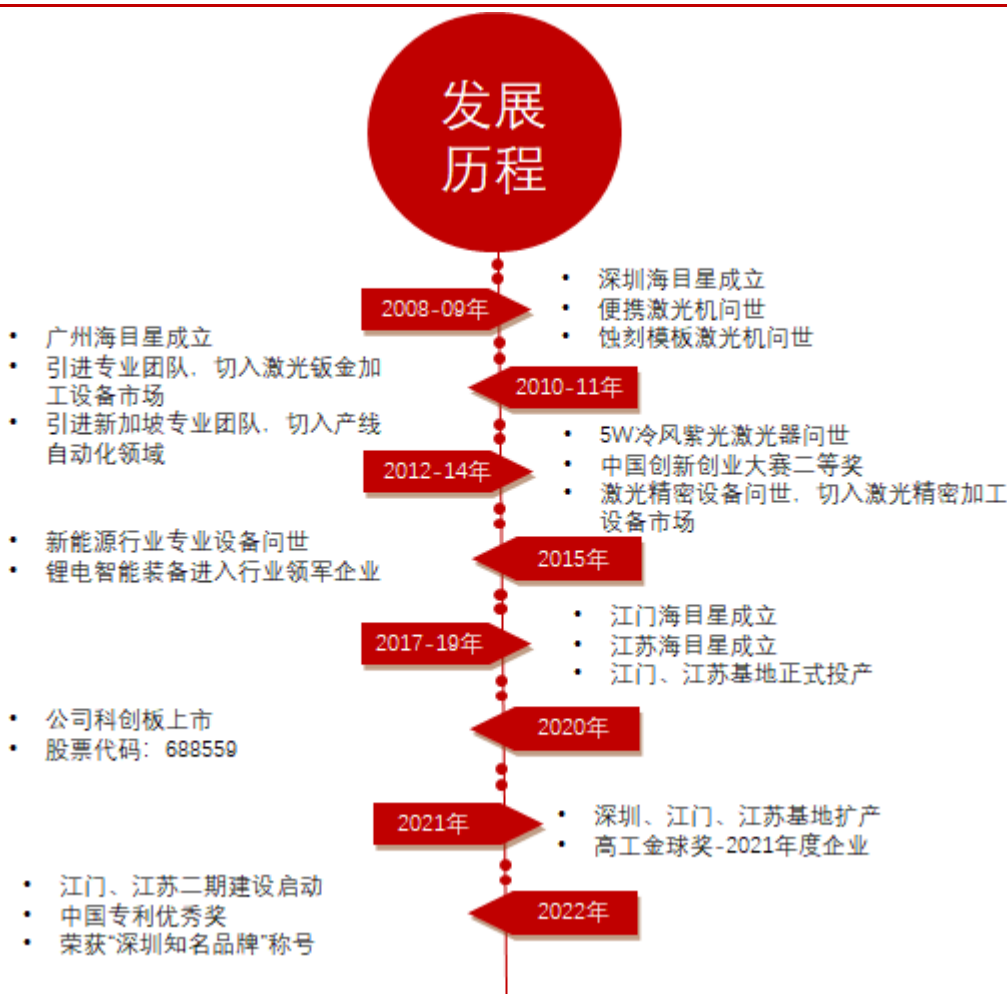 发展
历程
2008-09年
• 深圳海目星成立
• 便携激光机问世
• 蚀刻模板激光机问世
2010-11年
• 广州海目星成立
• 引进专业团队，切入激光钣金加
工设备市场
• 引进新加坡专业团队，切入产线
自动化领域
2012-14年
• 5W冷风紫光激光器问世
• 中国创新创业大赛二等奖
• 激光精密设备问世，切入激光精密加工
设备市场
2015年
• 新能源行业专业设备问世
• 锂电智能装备进入行业领军企业
2017-19年
• 江门海目星成立
• 江苏海目星成立
• 江门、江苏基地正式投产
2020年
• 公司科创板上市
• 股票代码：688559
2021年
• 深圳、江门、江苏基地扩产
• 高工金球奖-2021年度企业
2022年
• 江门、江苏二期建设启动
• 中国专利优秀奖
• 荣获“深圳知名品牌”称号